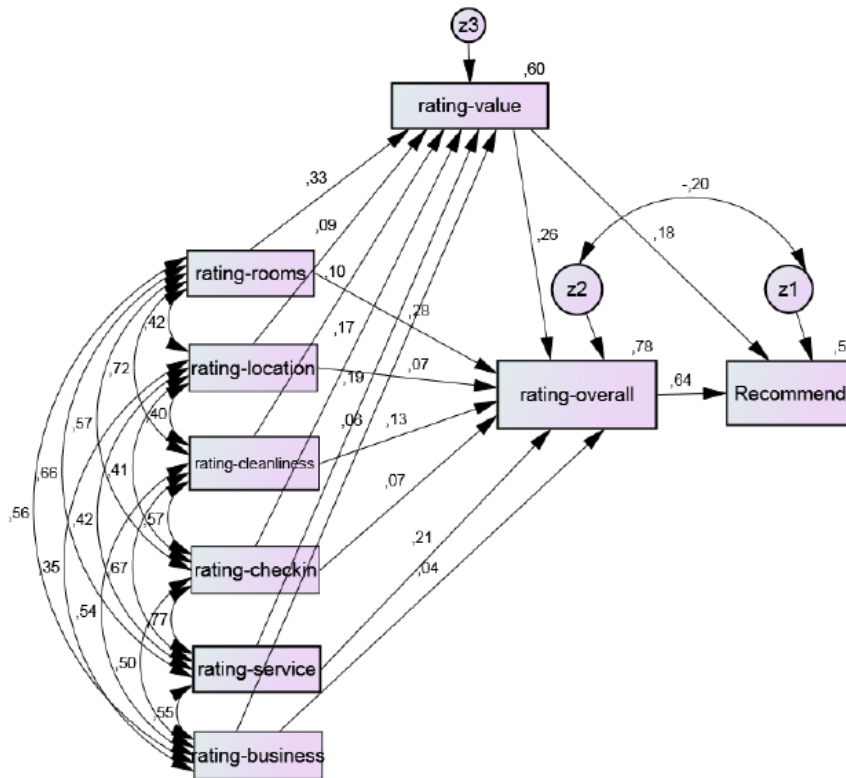 z3
,60
rating-value
,33
,09
-,20
,26
,18
rating-rooms
,10
z2
z1
,28
,42
,17
,78
,5
rating-location
,07
,72
,19
,64
rating-overall
Recommend
,40
,57
,08
,13
rating-cleanliness
,41
,66
,07
,56
,42
,57
,21
rating-checkin
,35
,67
,04
,54
,77
,50
rating-service
,55
rating-business